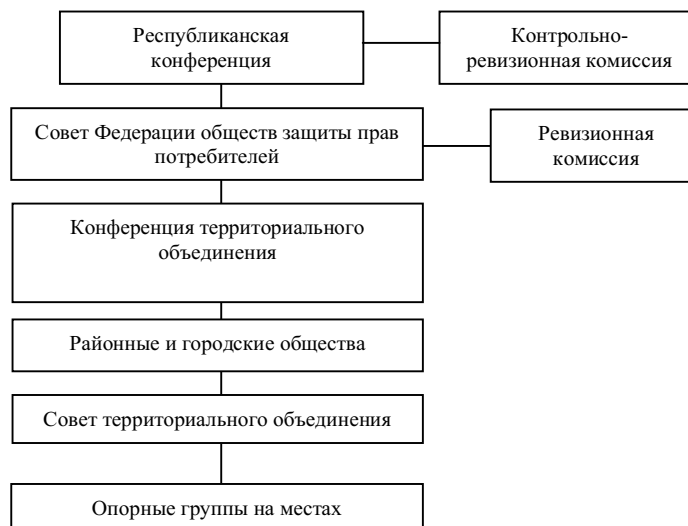 Республиканская
конференция
Контрольно-
ревизионная комиссия
Совет Федерации обществ защиты прав
потребителей
Ревизионная
комиссия
Конференция территориального
объединения
Районные и городские общества
Совет территориального объединения
Опорные группы на местах